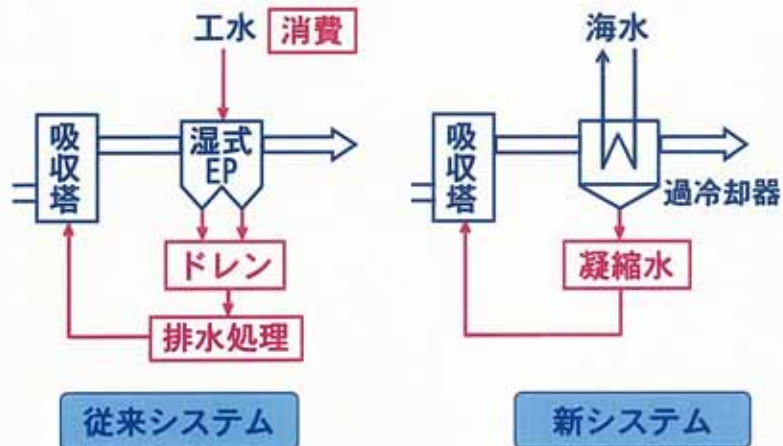 工水 消費
吸収塔
湿式
EP
ドレン
排水処理
従来システム
海水
吸収塔
過冷却器
凝縮水
新システム